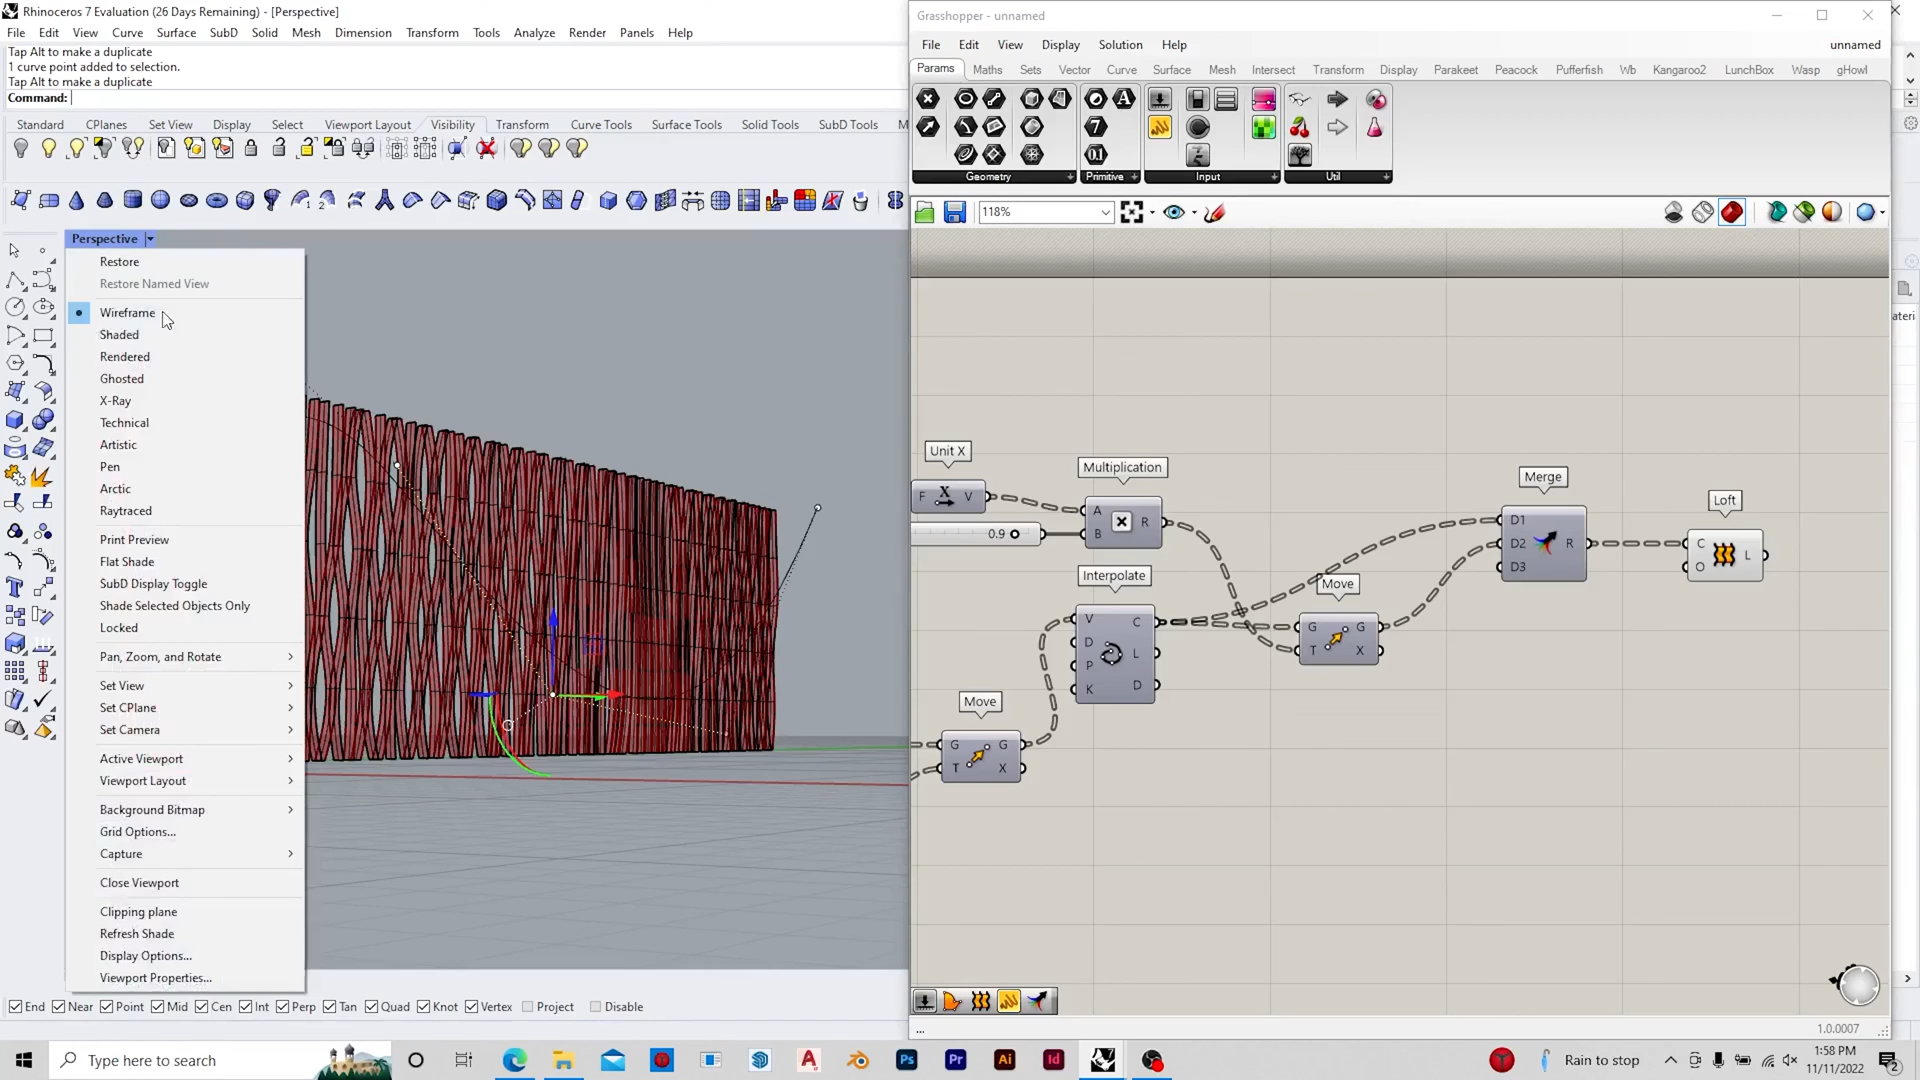 Rhinoceros 7 Evaluation (26 Days Remaining) - [Perspective]
File Edit View Curve Surface SubD Solid Mesh Dimension Transform Tools Analyze Render Panels Help
Tap Alt to make a duplicate
1 curve point added to selection.
Tap Alt to make a duplicate
Command:
Standard CPlanes Set View Display Select Viewport Layout Visibility Transform Curve Tools Surface Tools Solid Tools SubD Tools M
Perspective
Restore
Restore Named View
Wireframe
Shaded
Rendered
Ghosted
X-Ray
Technical
Artistic
Pen
Arctic
Raytraced
Print Preview
Flat Shade
SubD Display Toggle
Shade Selected Objects Only
Locked
Pan, Zoom, and Rotate
Set View
Set CPlane
Set Camera
Active Viewport
Viewport Layout
Background Bitmap
Grid Options...
Capture
Close Viewport
Clipping plane
Refresh Shade
Display Options...
Viewport Properties...
End Near Point Mid Cen Int Perp Tan Quad Knot Vertex Project Disable
Grasshopper - unnamed
File Edit View Display Solution Help unnamed
Params Maths Sets Vector Curve Surface Mesh Intersect Transform Display Parakeet Peacock Pufferfish Wb Kangaroo2 LunchBox Wasp gHowl
Geometry Primitive Input Util
118%
Unit X
F X V
Multiplication
A
B
R
0.9
Interpolate
V
D
P
K
C
L
D
Move
G
T
G
X
Move
G
T
G
X
Merge
D1
D2
D3
R
Loft
C
O
L
...
1.0.0007
ateri
Type here to search
Ps Pr Ai Id
Rain to stop
1:58 PM
11/11/2022
2